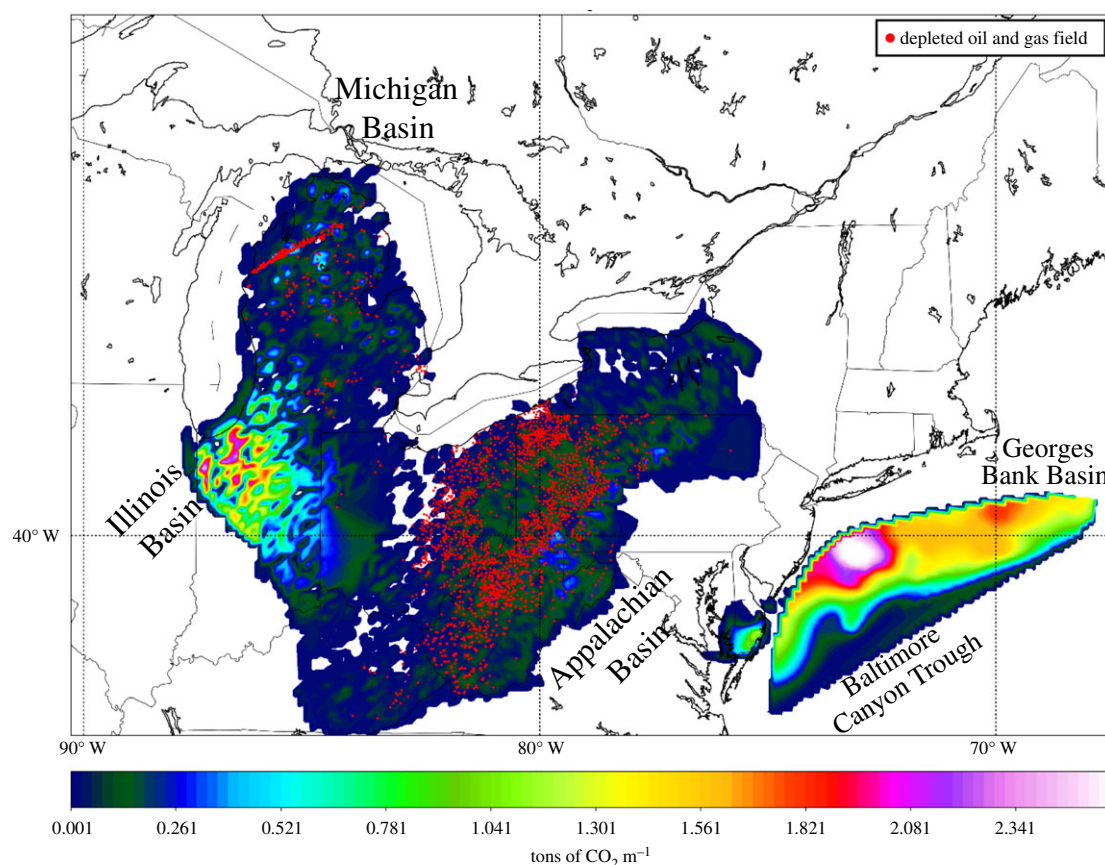 depleted oil and gas field
Michigan
Basin
Georges
Bank Basin
Illinois
Basin
40° W
Appalachian
Basin
Baltimore
Canyon Trough
90° W
80° W
70° W
0.001
0.261
0.521
0.781
1.041
1.301
1.561
1.821
2.081
2.341
tons of CO₂ m⁻¹